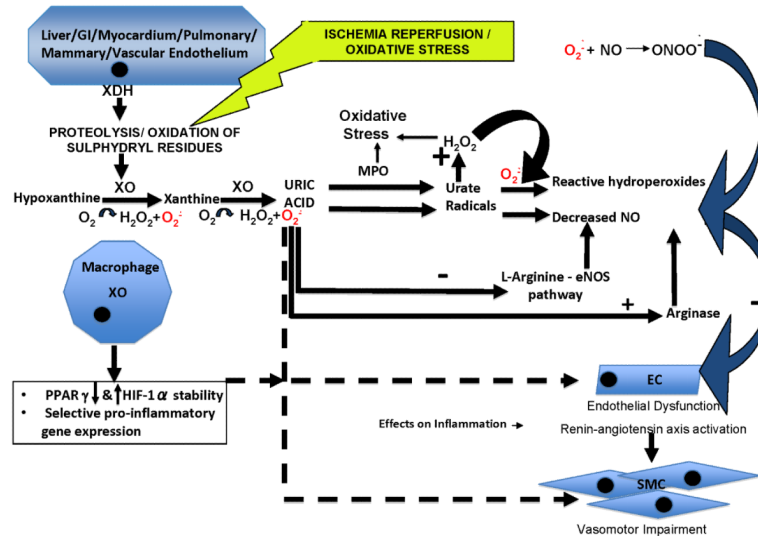 Liver/GI/Myocardium/Pulmonary/
Mammary/Vascular Endothelium
XDH
ISCHEMIA REPERFUSION /
OXIDATIVE STRESS
O₂⁻̇ + NO → ONOO⁻
PROTEOLYSIS/ OXIDATION OF
SULPHYDRYL RESIDUES
Oxidative
Stress
H₂O₂
+
MPO
XO
XO
Hypoxanthine
Xanthine
URIC
ACID
Urate
Radicals
O₂⁻̇
Reactive hydroperoxides
O₂ H₂O₂+O₂⁻̇
O₂ H₂O₂+O₂⁻̇
Decreased NO
Macrophage
XO
-
L-Arginine - eNOS
pathway
+
Arginase
-
• PPAR γ ↓ & ↑ HIF-1 α stability
• Selective pro-inflammatory
gene expression
EC
Endothelial Dysfunction
Effects on Inflammation →
Renin-angiotensin axis activation
SMC
Vasomotor Impairment